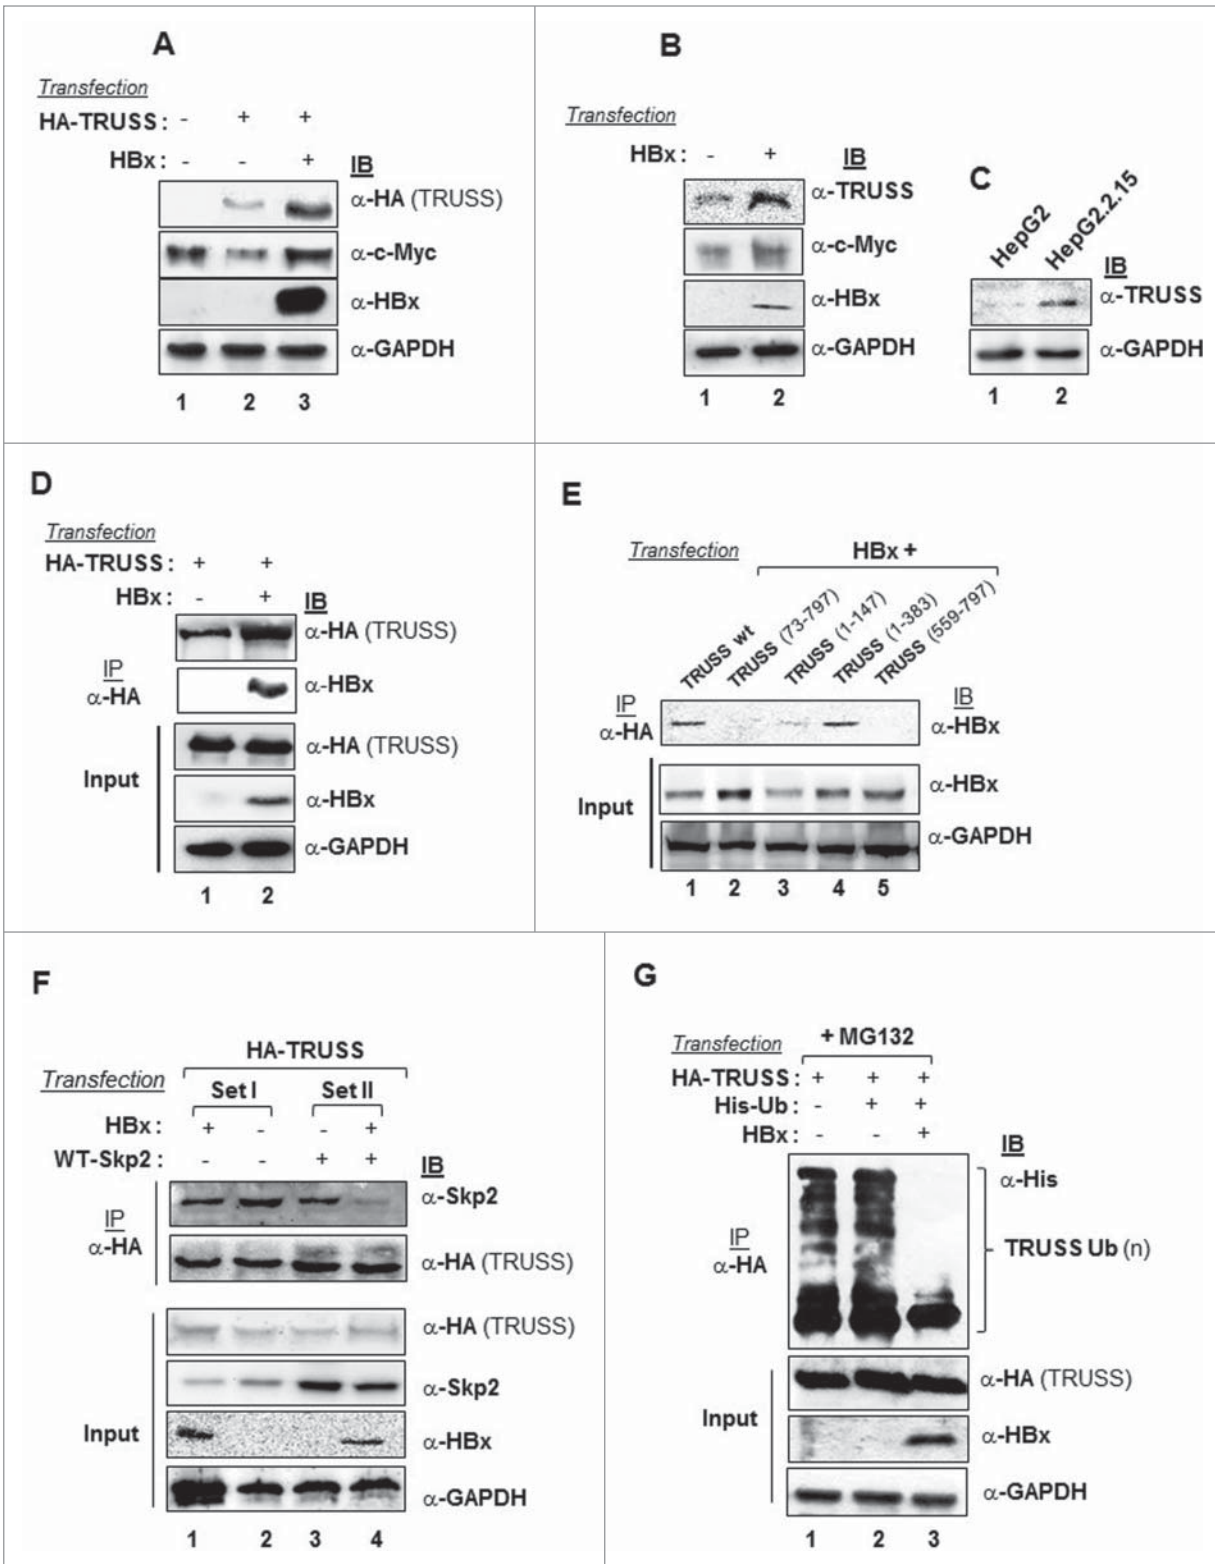 A
Transfection
HA-TRUSS : - + +
HBx : - - + IB
α-HA (TRUSS)
α-c-Myc
α-HBx
α-GAPDH
1 2 3
B
Transfection
HBx : - + IB
α-TRUSS
α-c-Myc
α-HBx
α-GAPDH
1 2
C
HepG2 HepG2.2.15
IB
α-TRUSS
α-GAPDH
1 2
D
Transfection
HA-TRUSS : + +
HBx : - + IB
α-HA (TRUSS)
IP
α-HA
α-HBx
α-HA (TRUSS)
Input
α-HBx
α-GAPDH
1 2
E
Transfection HBx +
TRUSS wt TRUSS (73-797) TRUSS (1-147) TRUSS (1-383) TRUSS (559-797)
IP IB
α-HA α-HBx
α-HBx
Input
α-GAPDH
1 2 3 4 5
F
HA-TRUSS
Transfection
Set I Set II
HBx : + - - +
WT-Skp2 : - - + + IB
α-Skp2
IP
α-HA
α-HA (TRUSS)
α-HA (TRUSS)
α-Skp2
Input
α-HBx
α-GAPDH
1 2 3 4
G
Transfection + MG132
HA-TRUSS : + + +
His-Ub : - + +
HBx : - - + IB
α-His
IP
α-HA
TRUSS Ub (n)
α-HA (TRUSS)
Input
α-HBx
α-GAPDH
1 2 3